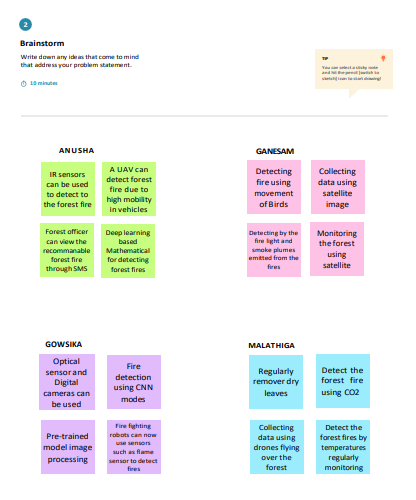 2
Brainstorm
Write down any ideas that come to mind
that address your problem statement.
10 minutes
TIP
You can select a sticky note
and hit the pencil [switch to
sketch] icon to start drawing!
ANUSHA
IR sensors
can be used
to detect to
the forest fire
A UAV can
detect forest
fire due to
high mobility
in vehicles
Forest officer
can view the
recommanable
forest fire
through SMS
Deep learning
based
Mathematical
for detecting
forest fires
GANESAM
Detecting
fire using
movement
of Birds
Collecting
data using
satellite
image
Detecting by the
fire light and
smoke plumes
emitted from the
fires
Monitoring
the forest
using
satellite
GOWSIKA
Optical
sensor and
Digital
cameras can
be used
Fire
detection
using CNN
modes
Pre-trained
model image
processing
Fire fighting
robots can now
use sensors
such as flame
sensor to detect
fires
MALATHIGA
Regularly
remover dry
leaves
Detect the
forest fire
using CO2
Collecting
data using
drones flying
over the
forest
Detect the
forest fires by
temperatures
regularly
monitoring